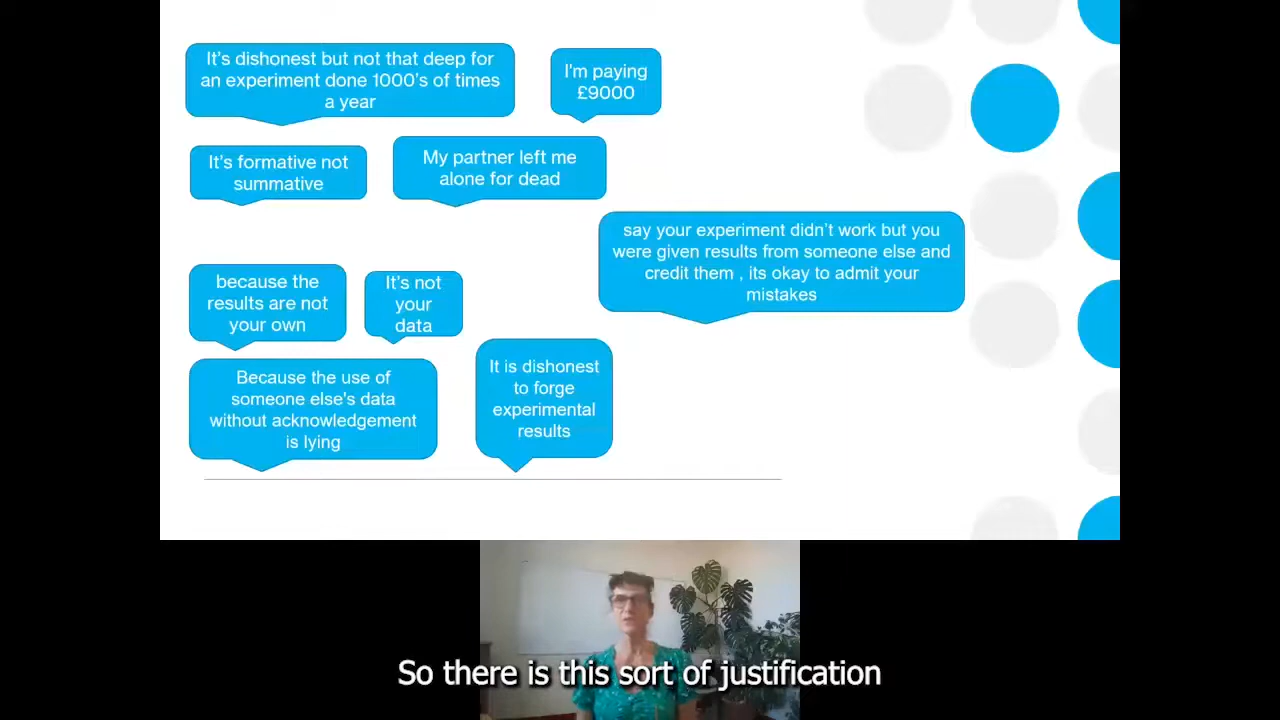 It's dishonest but not that deep for
an experiment done 1000's of times
a year
I'm paying
£9000
It's formative not
summative
My partner left me
alone for dead
say your experiment didn't work but you
were given results from someone else and
credit them , its okay to admit your
mistakes
because the
results are not
your own
It's not
your
data
Because the use of
someone else's data
without acknowledgement
is lying
It is dishonest
to forge
experimental
results
So there is this sort of justification